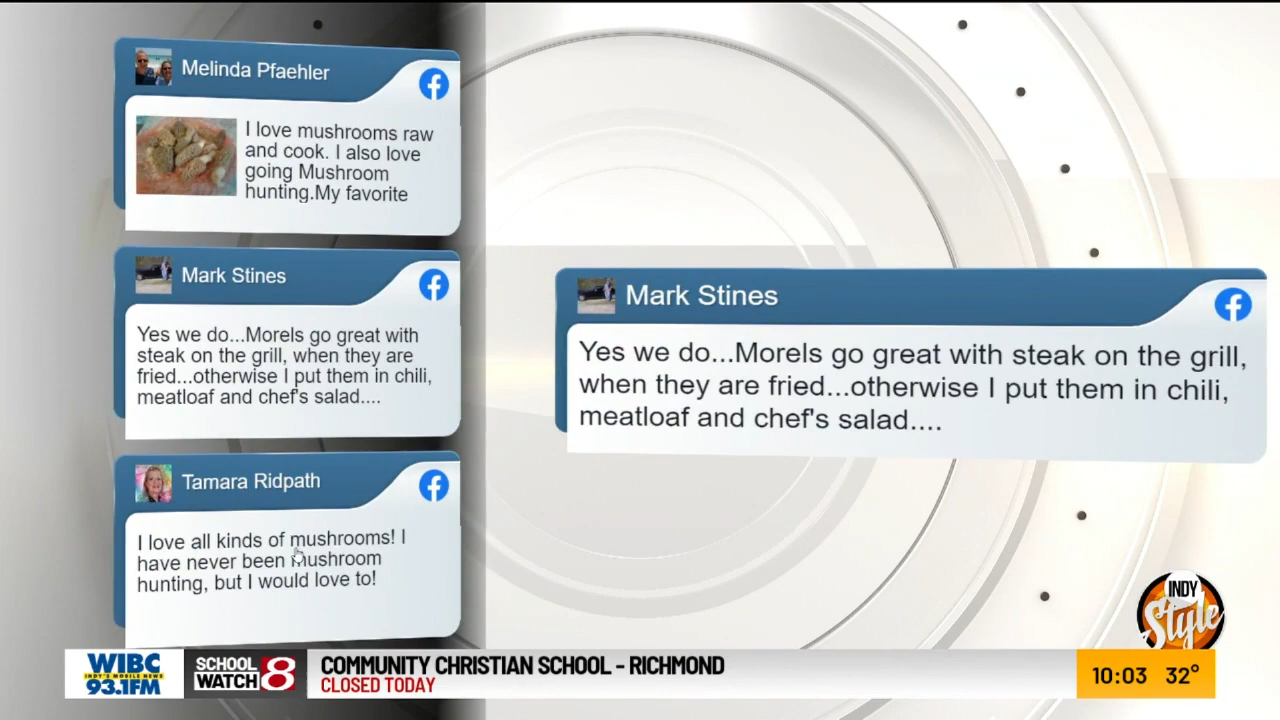 Melinda Pfaehler
I love mushrooms raw
and cook. I also love
going Mushroom
hunting.My favorite
Mark Stines
Yes we do...Morels go great with
steak on the grill, when they are
fried...otherwise I put them in chili,
meatloaf and chef's salad....
Tamara Ridpath
I love all kinds of mushrooms! I
have never been mushroom
hunting, but I would love to!
Mark Stines
Yes we do...Morels go great with steak on the grill,
when they are fried...otherwise I put them in chili,
meatloaf and chef's salad....
INDY
Style
WIBC
INDY'S MOBILE NEWS
93.1FM
SCHOOL
WATCH 8
COMMUNITY CHRISTIAN SCHOOL - RICHMOND
CLOSED TODAY
10:03 32°